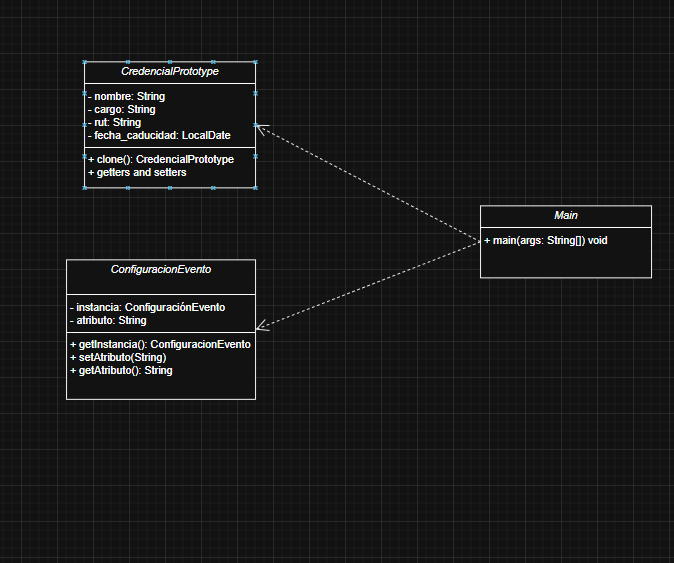 CredencialPrototype
- nombre: String
- cargo: String
- rut: String
- fecha_caducidad: LocalDate
+ clone(): CredencialPrototype
+ getters and setters
Main
+ main(args: String[]) void
ConfiguracionEvento
- instancia: ConfiguraciónEvento
- atributo: String
+ getInstancia(): ConfiguracionEvento
+ setAtributo(String)
+ getAtributo(): String